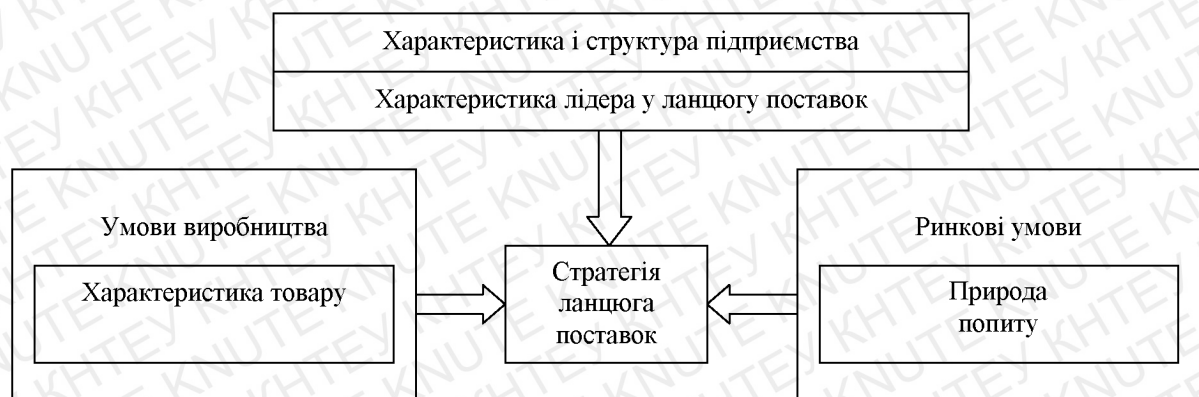 Характеристика і структура підприємства
Характеристика лідера у ланцюгу поставок
Умови виробництва
Характеристика товару
Стратегія
ланцюга
поставок
Ринкові умови
Природа
попиту